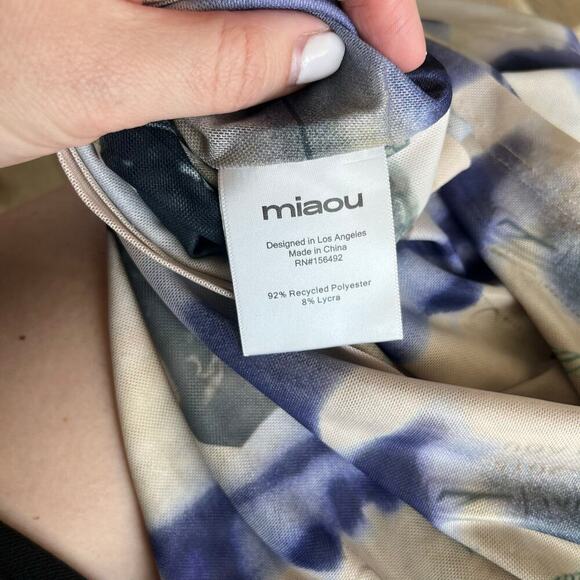 miaou
Designed in Los Angeles
Made in China
RN#156492
92% Recycled Polyester
8% Lycra